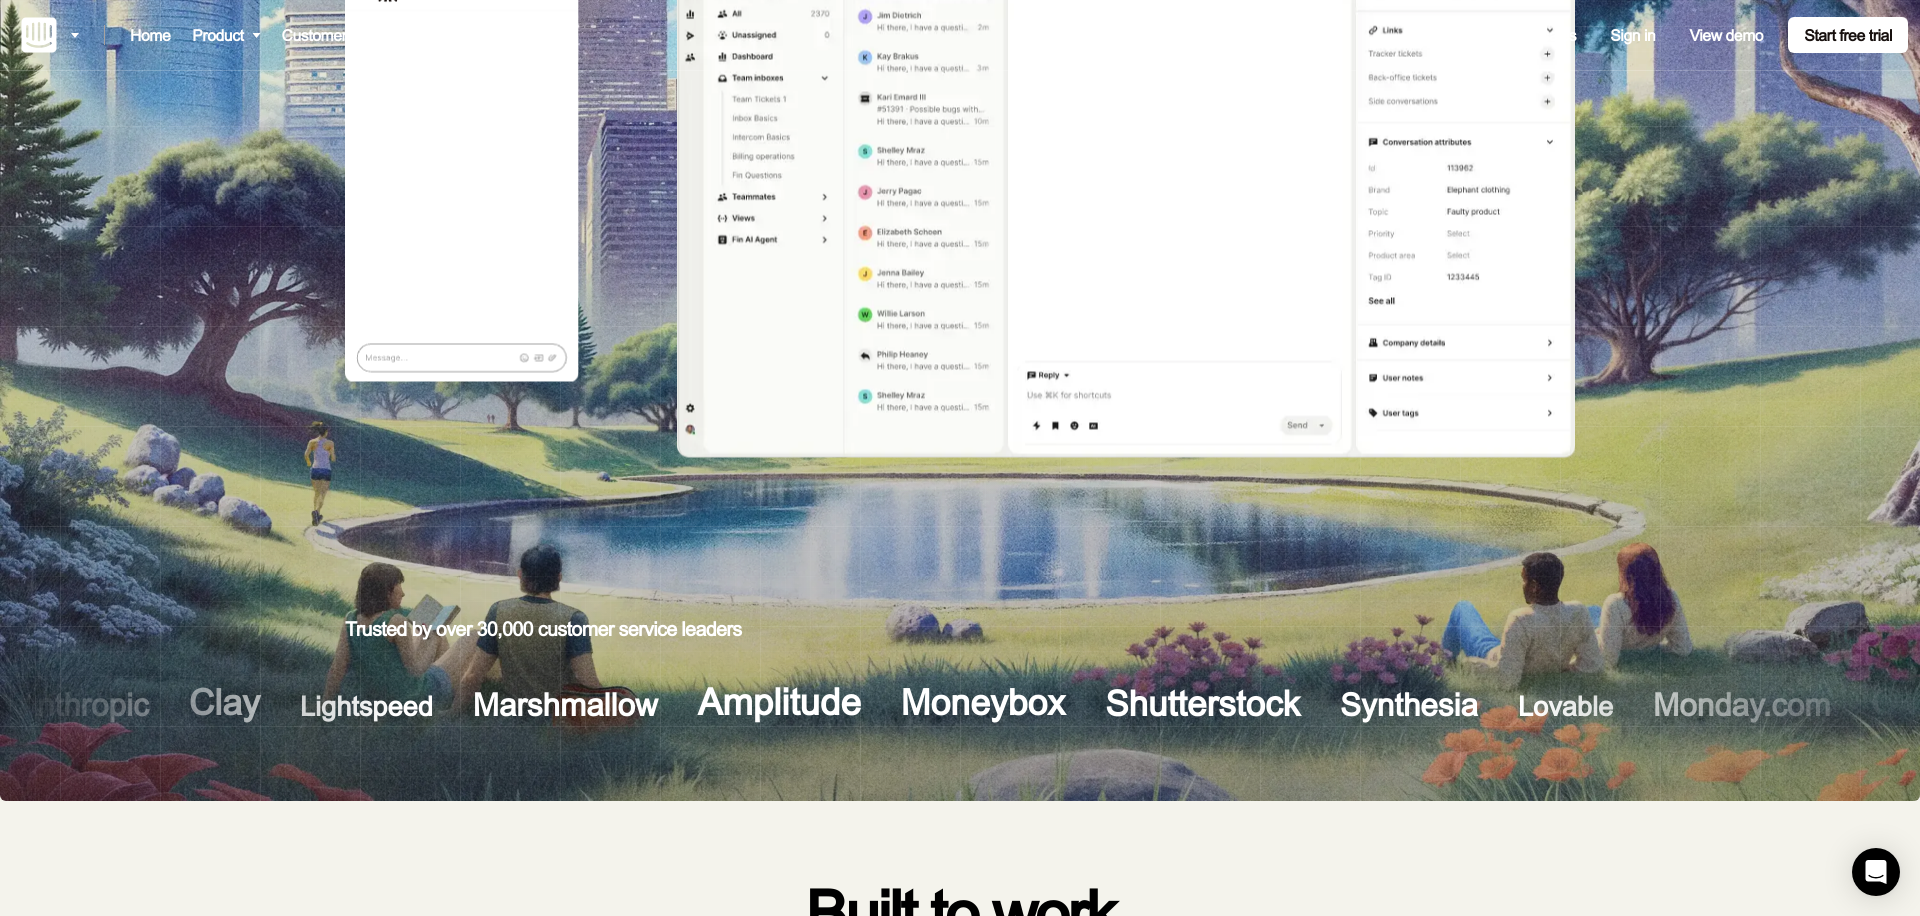 Home
Product
Customer
Sign in
View demo
Start free trial
All 2370
Unassigned 0
Dashboard
Team inboxes
Team Tickets 1
Inbox Basics
Intercom Basics
Billing operations
Fin Questions
Teammates
Views
Fin AI Agent
Jim Dietrich
Hi there, I have a questi... 2m
Kay Brakus
Hi there, I have a questi... 3m
Karl Emard III
#51391 · Possible bugs with...
Hi there, I have a questi... 10m
Shelley Mraz
Hi there, I have a questi... 15m
Jerry Pagac
Hi there, I have a questi... 15m
Elizabeth Schoen
Hi there, I have a questi... 15m
Jenna Bailey
Hi there, I have a questi... 15m
Willie Larson
Hi there, I have a questi... 15m
Philip Heaney
Hi there, I have a questi... 15m
Shelley Mraz
Hi there, I have a questi... 15m
Reply
Use ⌘K for shortcuts
Send
Links
Tracker tickets
Back-office tickets
Side conversations
Conversation attributes
Id 113962
Brand Elephant clothing
Topic Faulty product
Priority Select
Product area Select
Tag ID 1233445
See all
Company details
User notes
User tags
Message...
Trusted by over 30,000 customer service leaders
nthropic Clay Lightspeed Marshmallow Amplitude Moneybox Shutterstock Synthesia Lovable Monday.com
Built to work